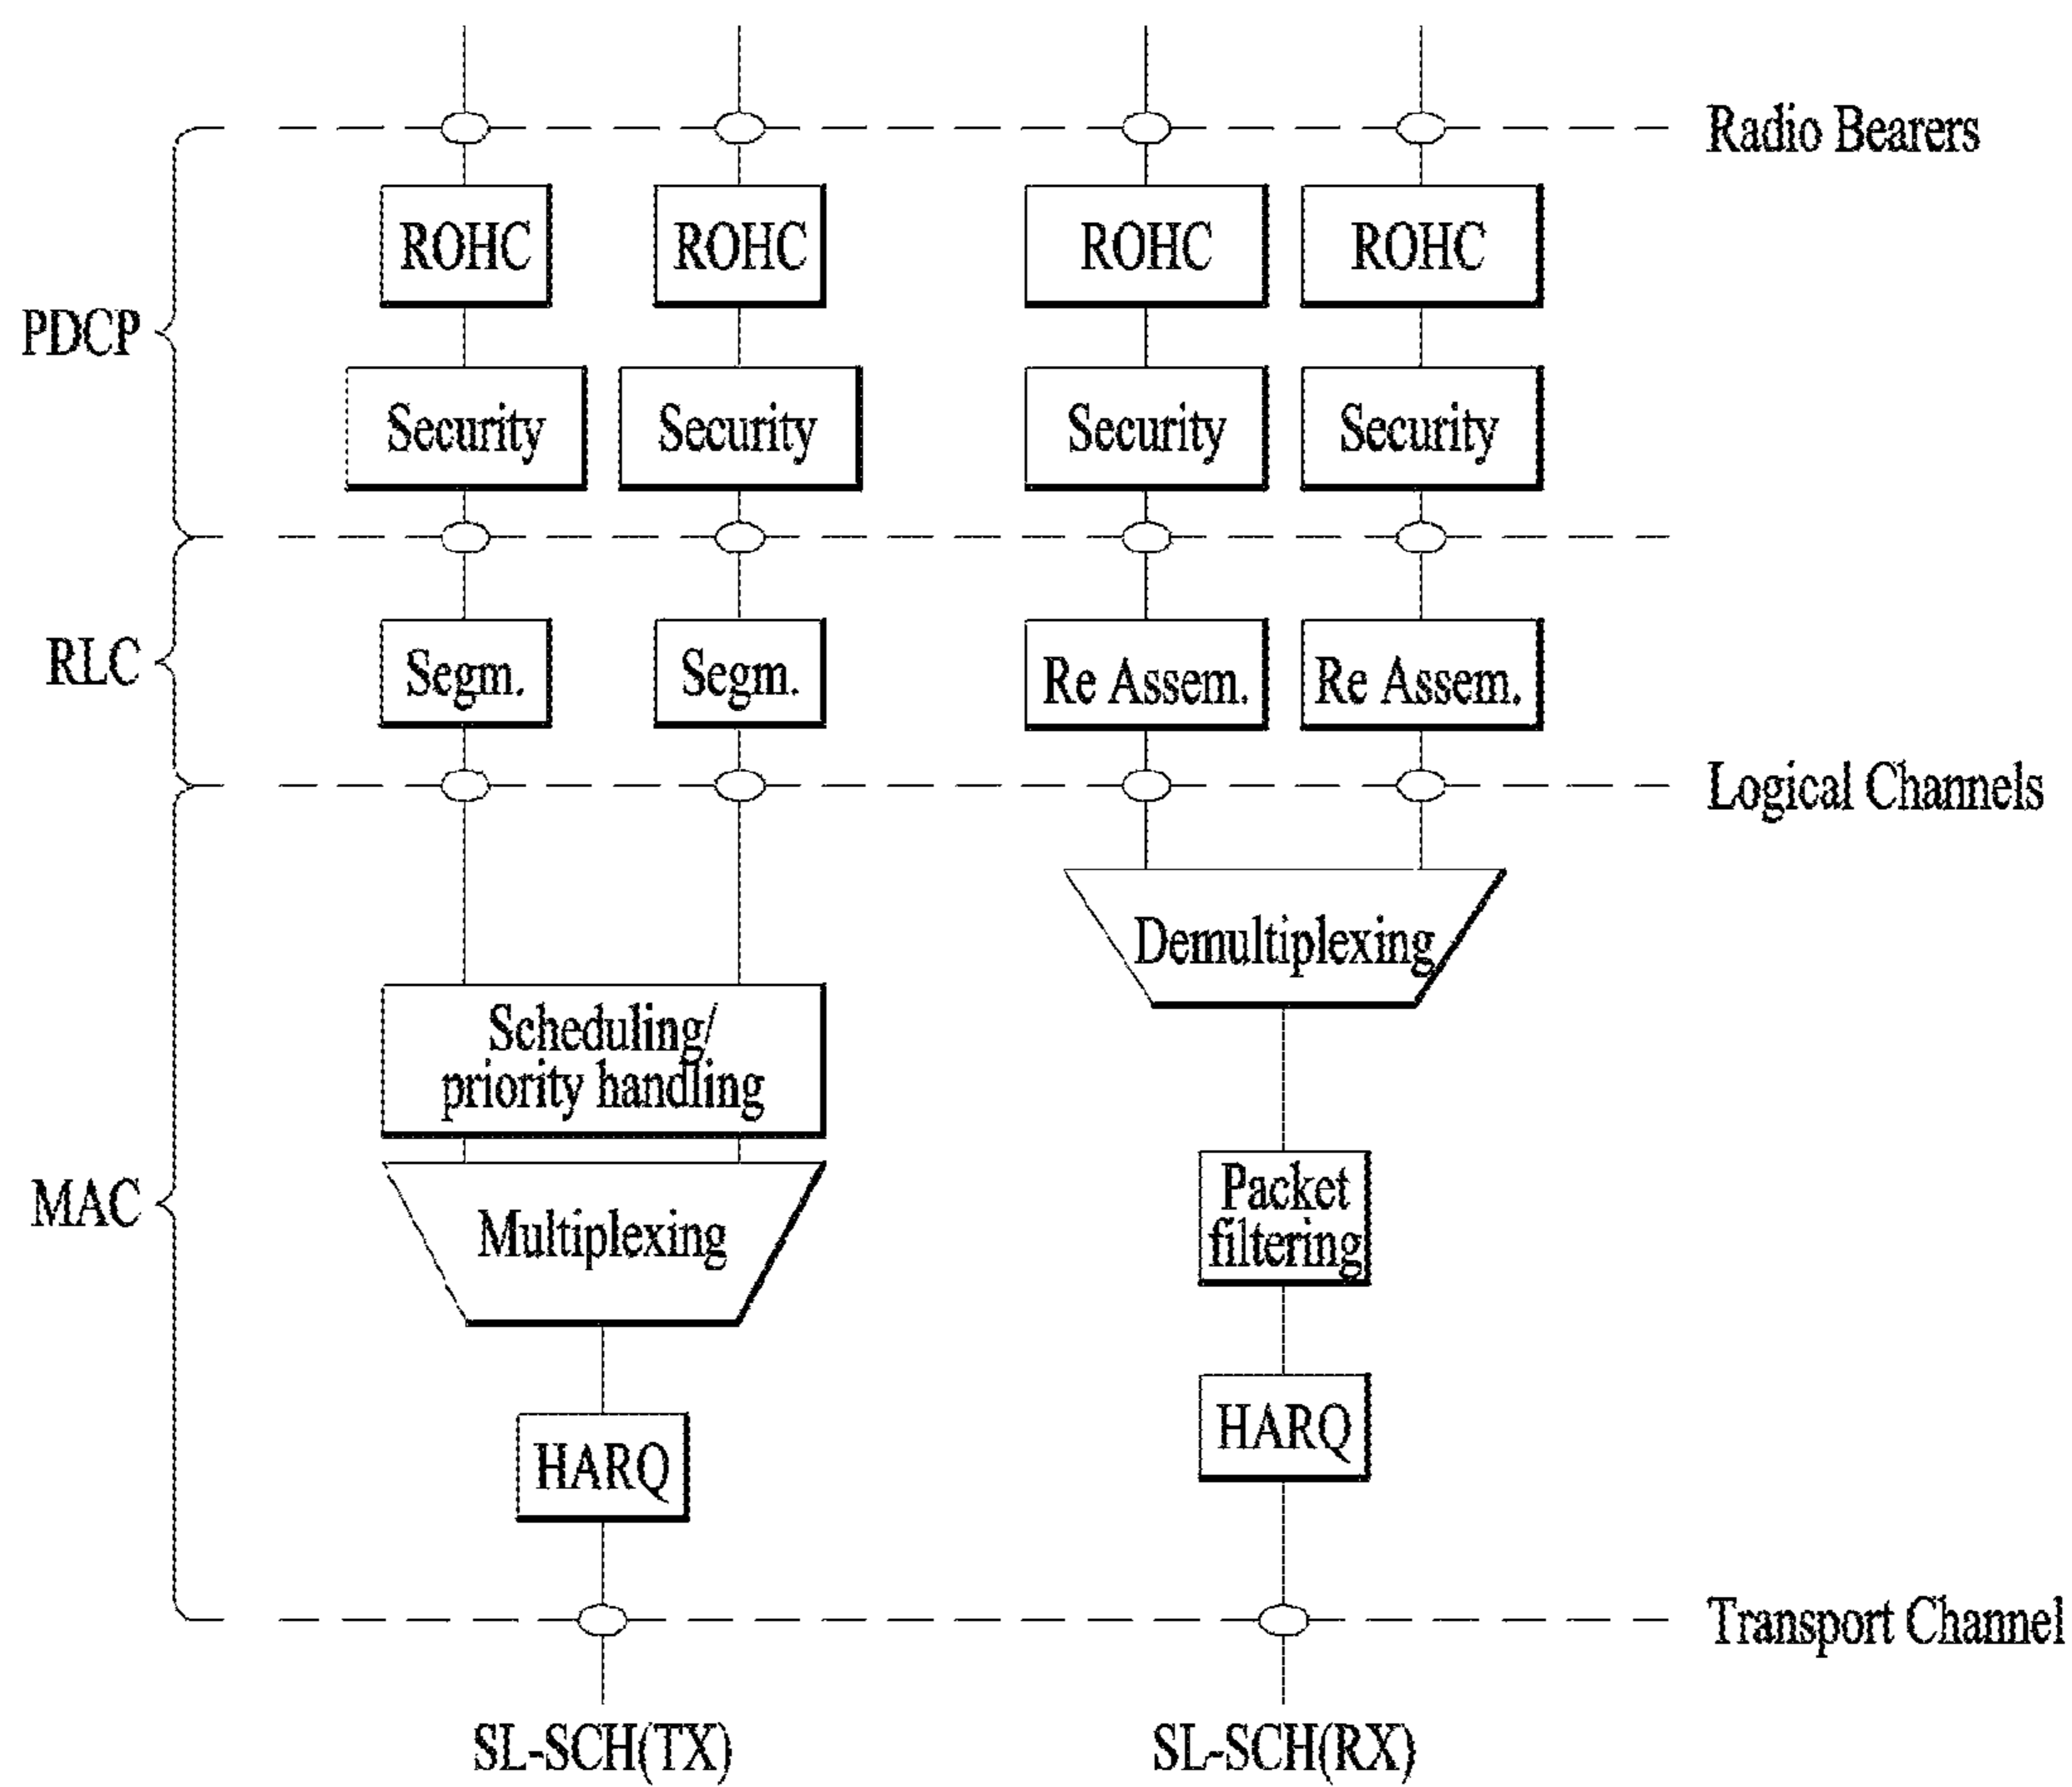 Radio Bearers
ROHC
ROHC
ROHC
ROHC
PDCP
Security
Security
Security
Security
RLC
Segm.
Segm.
Re Assem.
Re Assem.
Logical Channels
Demultiplexing
Scheduling/
priority handling
MAC
Multiplexing
Packet
filtering
HARQ
HARQ
Transport Channel
SL-SCH(TX)
SL-SCH(RX)